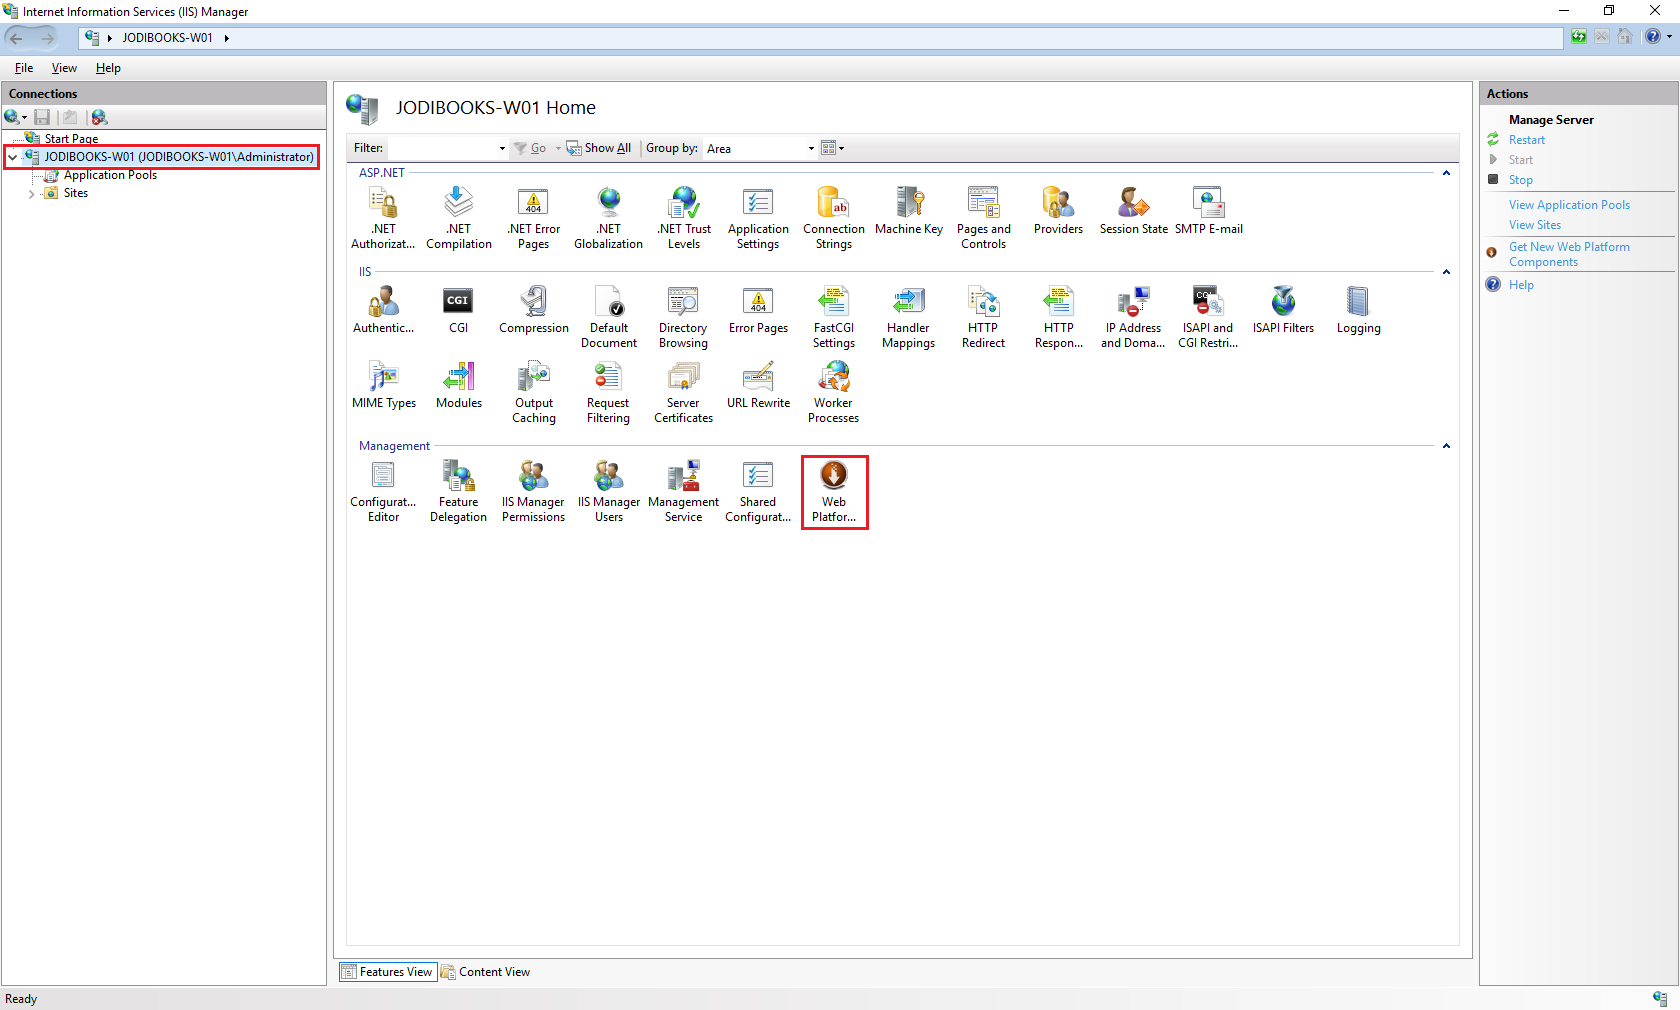 Internet Information Services (IIS) Manager
JODIBOOKS-W01
File View Help
Connections
Start Page
JODIBOOKS-W01 (JODIBOOKS-W01\Administrator)
Application Pools
Sites
JODIBOOKS-W01 Home
Filter: Go Show All Group by: Area
ASP.NET
.NET Authorizat...
.NET Compilation
.NET Error Pages
.NET Globalization
.NET Trust Levels
Application Settings
Connection Strings
Machine Key
Pages and Controls
Providers
Session State
SMTP E-mail
IIS
Authentic...
CGI
Compression
Default Document
Directory Browsing
Error Pages
FastCGI Settings
Handler Mappings
HTTP Redirect
HTTP Respon...
IP Address and Doma...
ISAPI and CGI Restri...
ISAPI Filters
Logging
MIME Types
Modules
Output Caching
Request Filtering
Server Certificates
URL Rewrite
Worker Processes
Management
Configurat... Editor
Feature Delegation
IIS Manager Permissions
IIS Manager Users
Management Service
Shared Configurat...
Web Platfor...
Features View
Content View
Actions
Manage Server
Restart
Start
Stop
View Application Pools
View Sites
Get New Web Platform
Components
Help
Ready